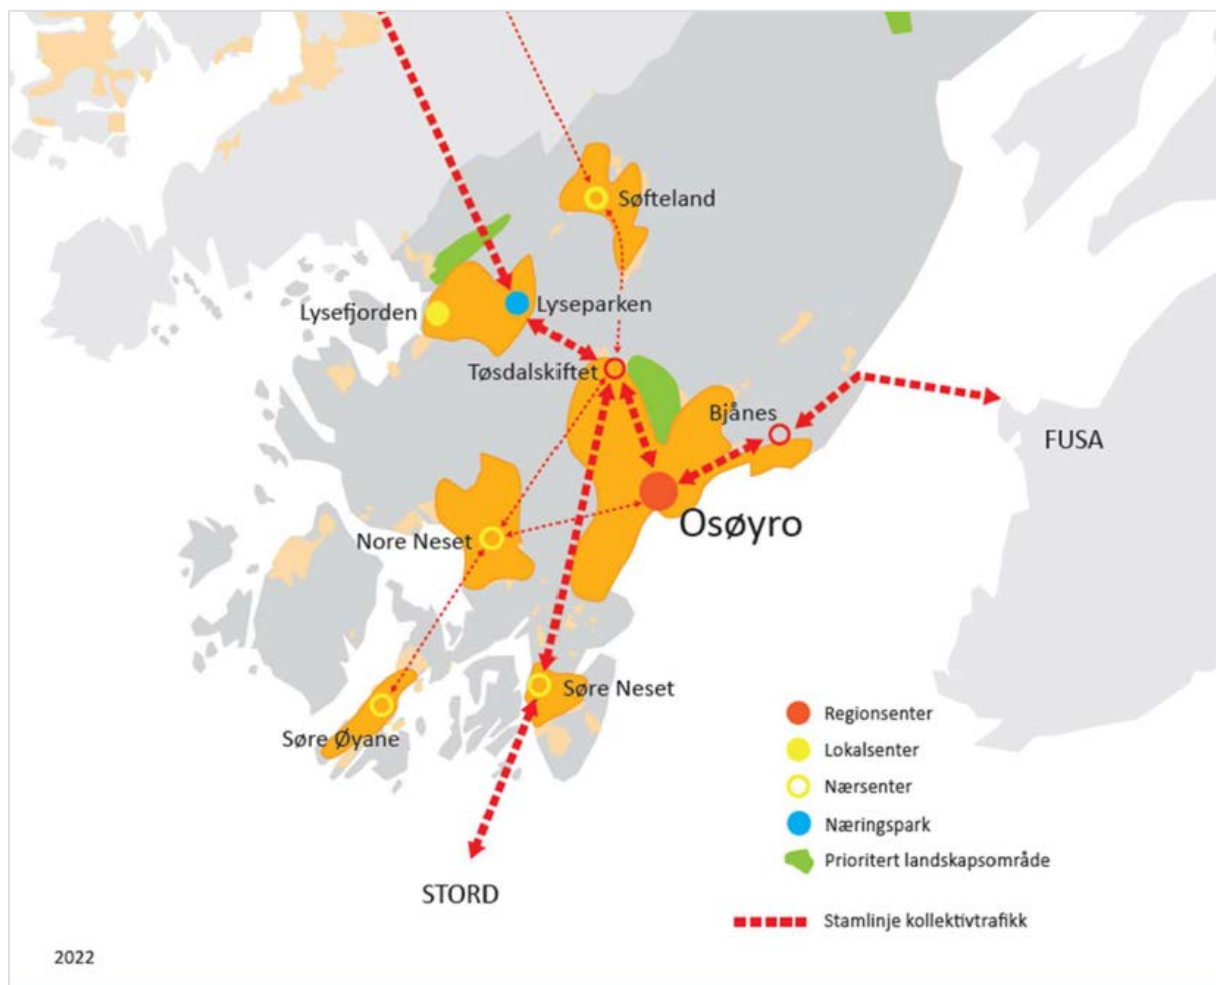 Søfteland
Lysefjorden
Lyseparken
Tøsdalskiftet
Bjånes
FUSA
Osøyro
Nore Neset
Søre Neset
Søre Øyane
STORD
Regionsenter
Lokalsenter
Nærsenter
Næringspark
Prioritert landskapsområde
Stamlinje kollektivtrafikk
2022